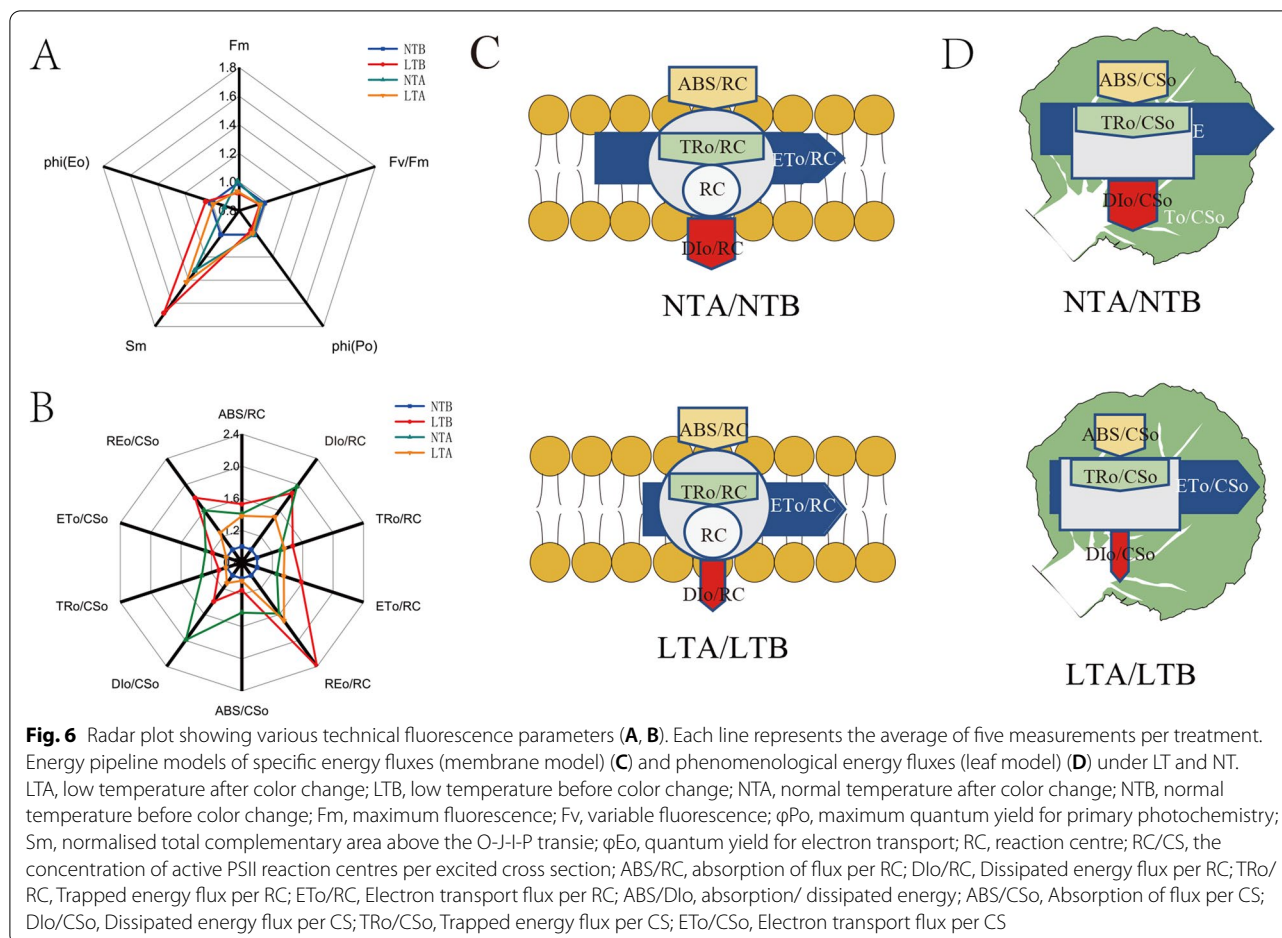 A
Fm
1.8
1.6
1.4
1.2
1.0
0.8
NTB
LTB
NTA
LTA
phi(Eo)
Fv/Fm
Sm
phi(Po)
B
ABS/RC
2.4
2.0
1.6
1.2
NTB
LTB
NTA
LTA
REo/CSo
DIo/RC
ETo/CSo
TRo/RC
TRo/CSo
ETo/RC
DIo/CSo
REo/RC
ABS/CSo
C
ABS/RC
TRo/RC
ETo/RC
RC
DIo/RC
NTA/NTB
ABS/RC
TRo/RC
ETo/RC
RC
DIo/RC
LTA/LTB
D
ABS/CSo
TRo/CSo
E
DIo/CSo
To/CSo
NTA/NTB
ABS/CSo
TRo/CSo
ETo/CSo
DIo/CSo
LTA/LTB
Fig. 6 Radar plot showing various technical fluorescence parameters (A, B). Each line represents the average of five measurements per treatment.
Energy pipeline models of specific energy fluxes (membrane model) (C) and phenomenological energy fluxes (leaf model) (D) under LT and NT.
LTA, low temperature after color change; LTB, low temperature before color change; NTA, normal temperature after color change; NTB, normal
temperature before color change; Fm, maximum fluorescence; Fv, variable fluorescence; φPo, maximum quantum yield for primary photochemistry;
Sm, normalised total complementary area above the O-J-I-P transie; φEo, quantum yield for electron transport; RC, reaction centre; RC/CS, the
concentration of active PSII reaction centres per excited cross section; ABS/RC, absorption of flux per RC; DIo/RC, Dissipated energy flux per RC; TRo/
RC, Trapped energy flux per RC; ETo/RC, Electron transport flux per RC; ABS/DIo, absorption/ dissipated energy; ABS/CSo, Absorption of flux per CS;
DIo/CSo, Dissipated energy flux per CS; TRo/CSo, Trapped energy flux per CS; ETo/CSo, Electron transport flux per CS